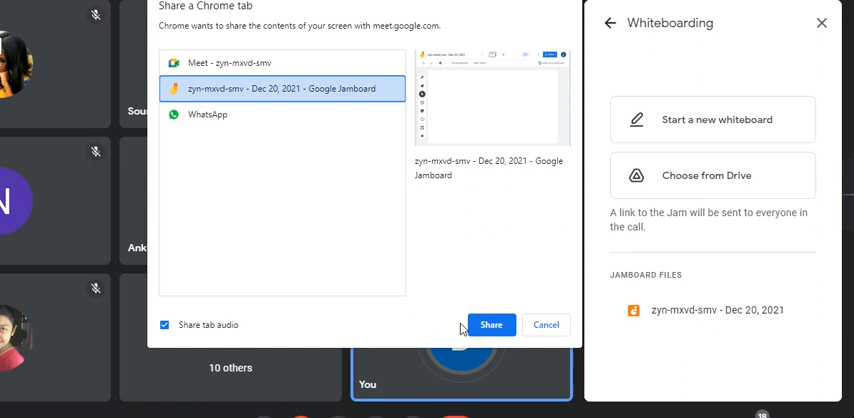 Share a Chrome tab
Chrome wants to share the contents of your screen with meet.google.com.
Meet - zyn-mxvd-smv
zyn-mxvd-smv - Dec 20, 2021 - Google Jamboard
WhatsApp
zyn-mxvd-smv - Dec 20, 2021 - Google
Jamboard
Share tab audio
Share
Cancel
Sour
N
Ank
10 others
You
Whiteboarding
Start a new whiteboard
Choose from Drive
A link to the Jam will be sent to everyone in
the call.
JAMBOARD FILES
zyn-mxvd-smv - Dec 20, 2021
18